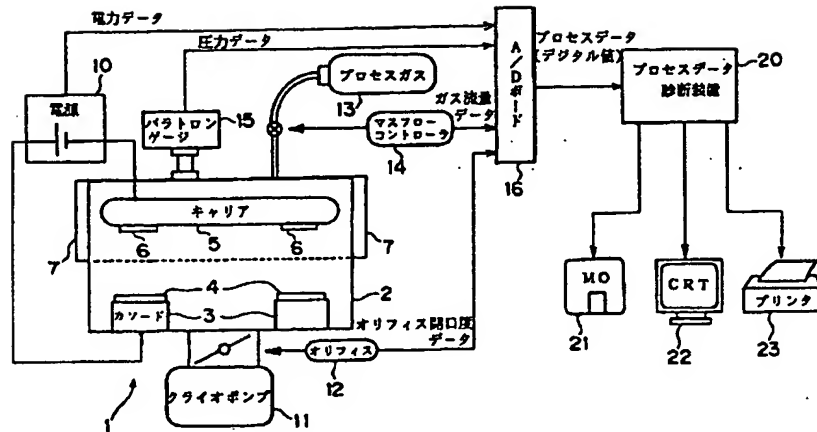 電力データ
圧力データ
10
電源
パラトロン
ゲージ
15
プロセスガス
13
ガス流量
データ
マスフロー
コントローラ
14
A/Dボード
16
プロセスデータ
(デジタル値)
プロセスデータ
診断装置
20
キャリア
6
5
6
7
7
4
カソード
3
2
オリフィス開口度
データ
オリフィス
12
クライオポンプ
11
1
MO
21
CRT
22
プリンタ
23